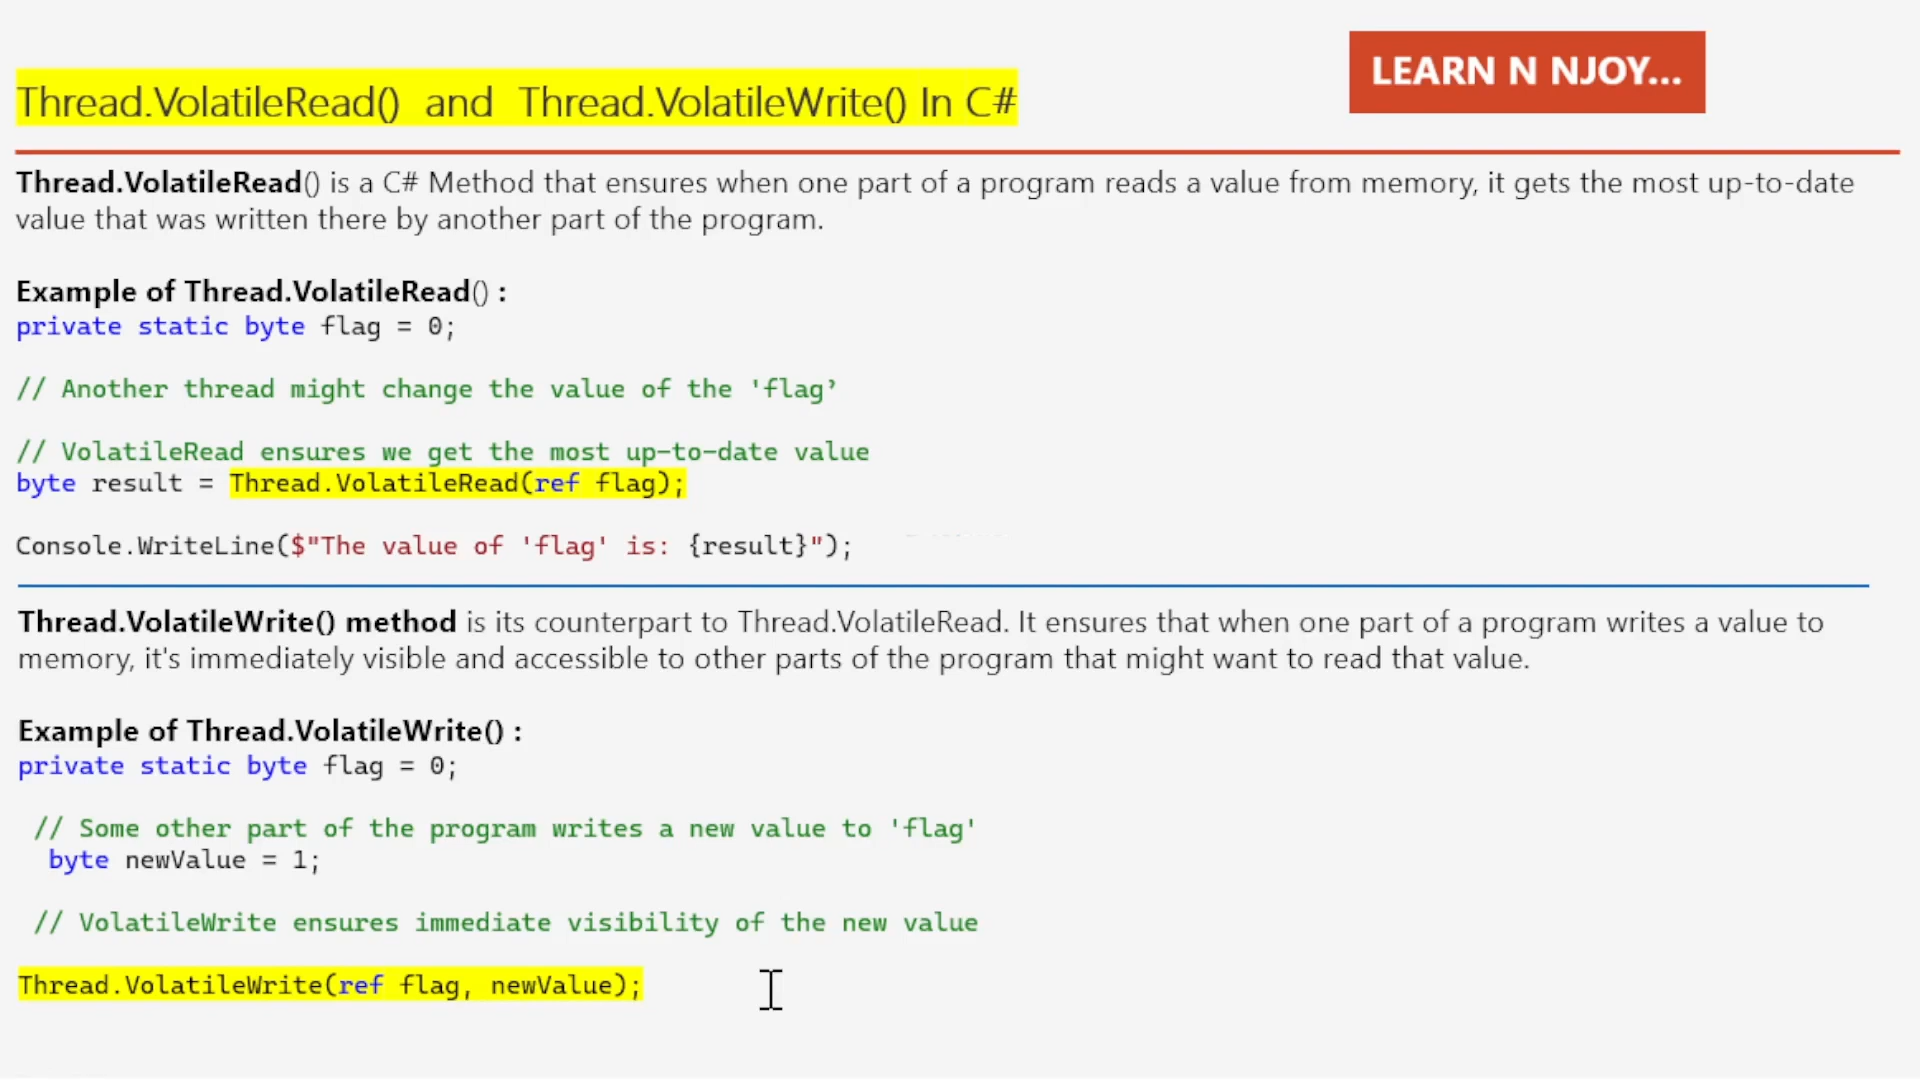 LEARN N NJOY...
Thread.VolatileRead() and Thread.VolatileWrite() In C#
Thread.VolatileRead() is a C# Method that ensures when one part of a program reads a value from memory, it gets the most up-to-date
value that was written there by another part of the program.
Example of Thread.VolatileRead() :
private static byte flag = 0;
// Another thread might change the value of the 'flag’
// VolatileRead ensures we get the most up-to-date value
byte result = Thread.VolatileRead(ref flag);
Console.WriteLine($"The value of 'flag' is: {result}");
Thread.VolatileWrite() method is its counterpart to Thread.VolatileRead. It ensures that when one part of a program writes a value to
memory, it's immediately visible and accessible to other parts of the program that might want to read that value.
Example of Thread.VolatileWrite() :
private static byte flag = 0;
// Some other part of the program writes a new value to 'flag'
byte newValue = 1;
// VolatileWrite ensures immediate visibility of the new value
Thread.VolatileWrite(ref flag, newValue);